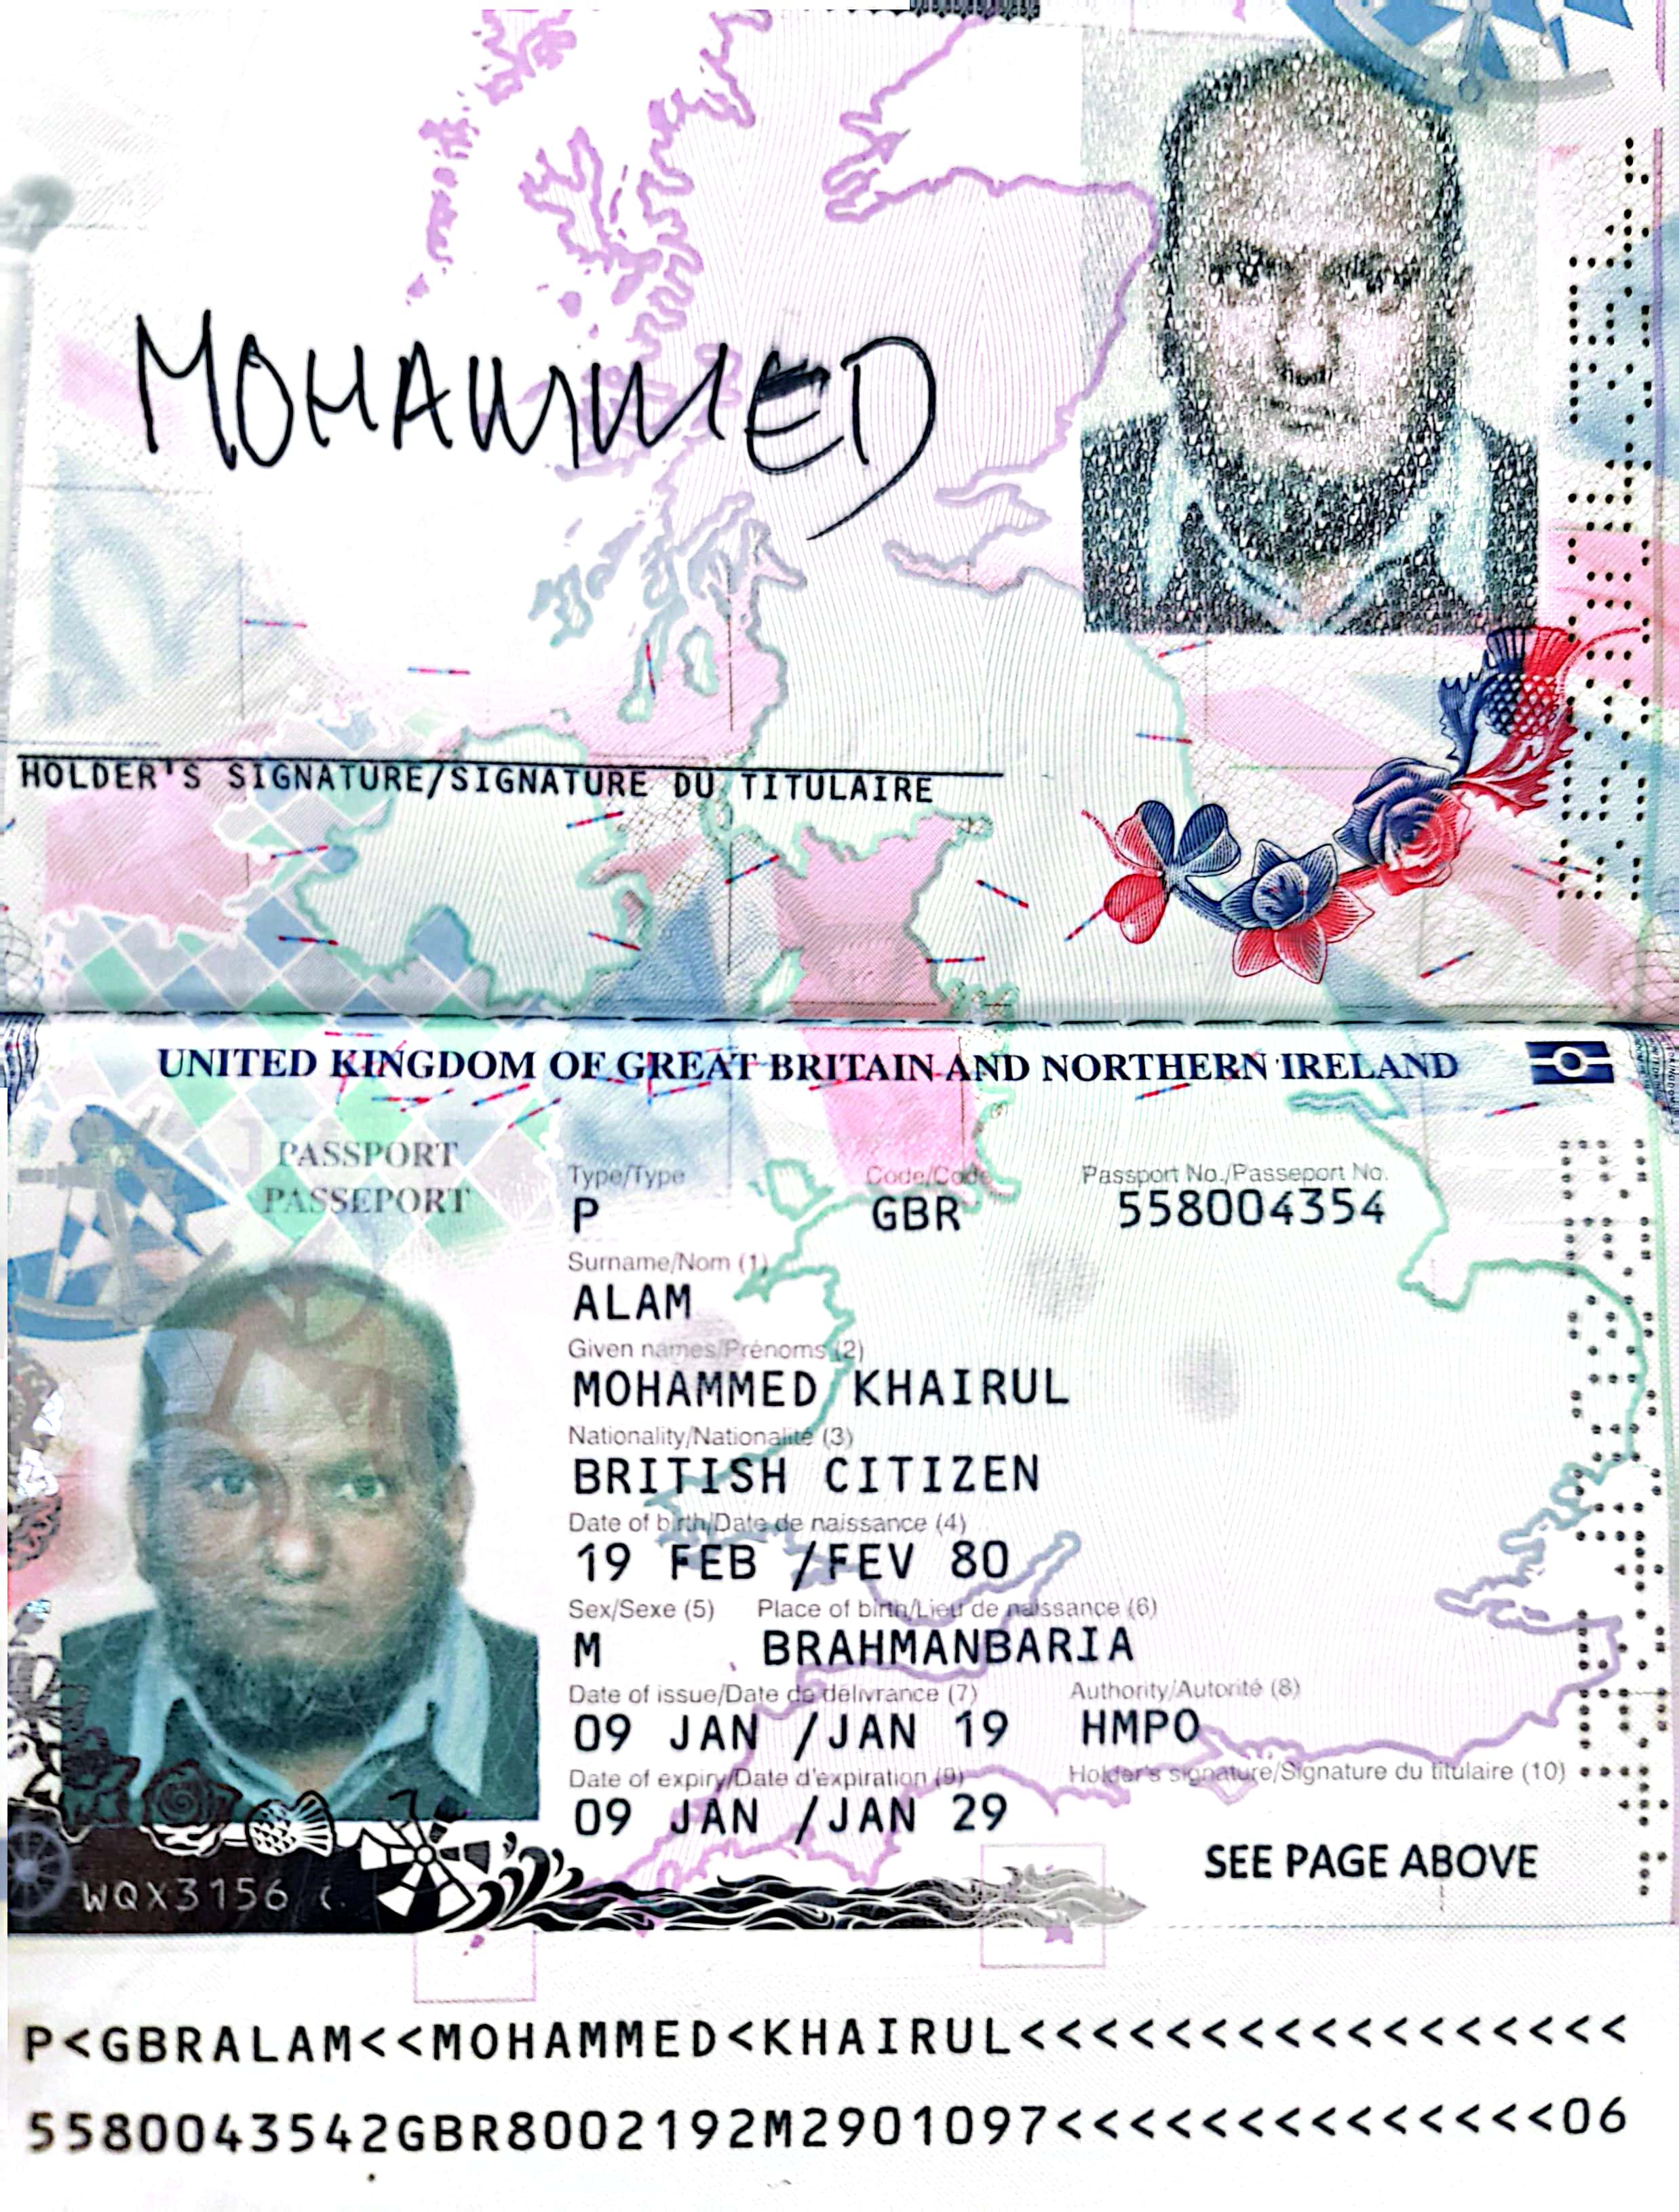 MOHAMMED
HOLDER'S SIGNATURE/SIGNATURE DU TITULAIRE
UNITED KINGDOM OF GREAT BRITAIN AND NORTHERN IRELAND
PASSPORT
PASSEPORT
Type/Type Code/Code Passport No./Passeport No.
P GBR 558004354
Surname/Nom (1)
ALAM
Given names/Prénoms (2)
MOHAMMED KHAIRUL
Nationality/Nationalité (3)
BRITISH CITIZEN
Date of birth/Date de naissance (4)
19 FEB /FEV 80
Sex/Sexe (5) Place of birth/Lieu de naissance (6)
M BRAHMANBARIA
Date of issue/Date de délivrance (7) Authority/Autorité (8)
09 JAN /JAN 19 HMPO
Date of expiry/Date d'expiration (9) Holder's signature/Signature du titulaire (10)
09 JAN /JAN 29
SEE PAGE ABOVE
WQX3156
P<GBRALAM<<MOHAMMED<KHAIRUL<<<<<<<<<<<<<<<<<
5580043542GBR8002192M2901097<<<<<<<<<<<<<<06